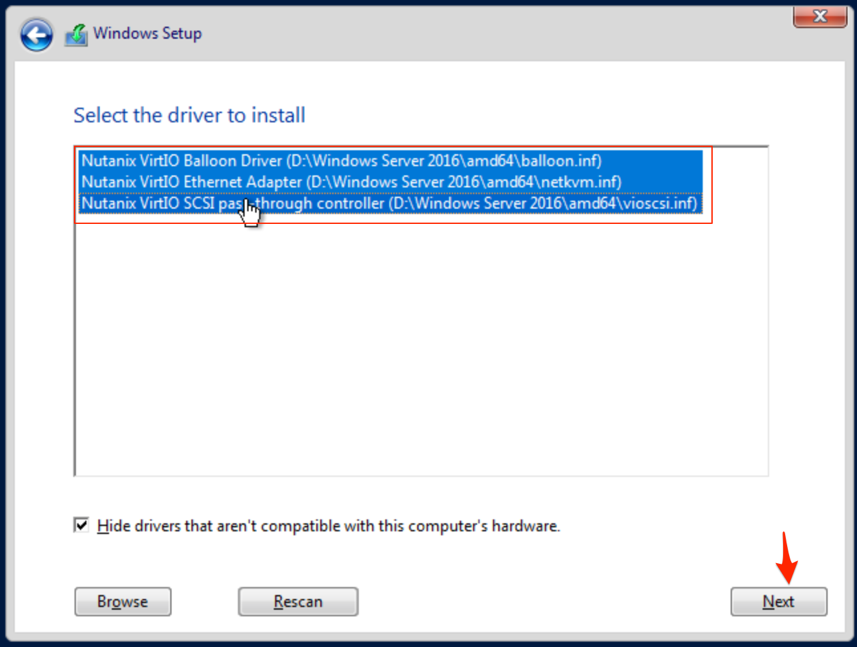 Windows Setup
Select the driver to install
Nutanix VirtIO Balloon Driver (D:\Windows Server 2016\amd64\balloon.inf)
Nutanix VirtIO Ethernet Adapter (D:\Windows Server 2016\amd64\netkvm.inf)
Nutanix VirtIO SCSI pass-through controller (D:\Windows Server 2016\amd64\vioscsi.inf)
Hide drivers that aren't compatible with this computer's hardware.
Browse Rescan Next